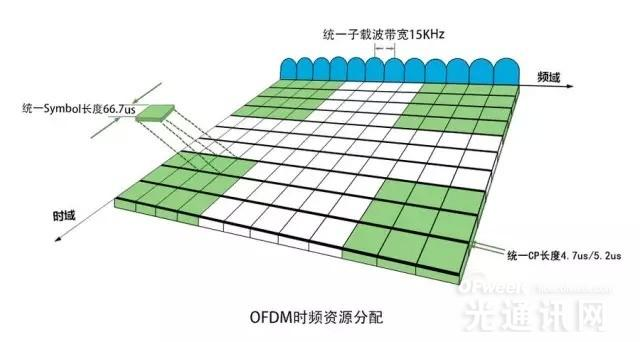 统一子载波带宽15KHz
频域
统一Symbol长度66.7us
时域
统一CP长度4.7us/5.2us
OFweek
光通讯网
OFDM时频资源分配